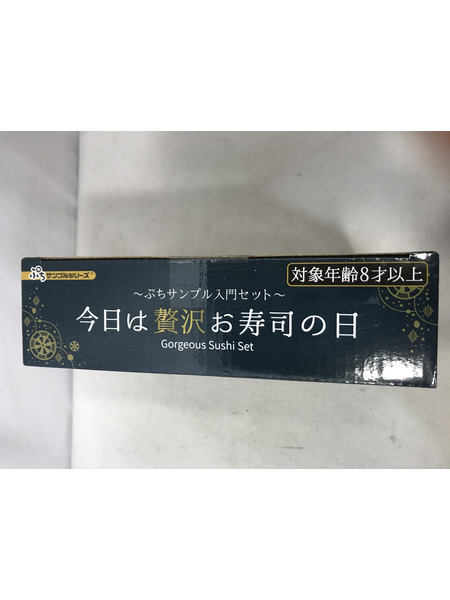 ぷちサンプルシリーズ
対象年齢8才以上
～ぷちサンプル入門セット～
今日は贅沢お寿司の日
Gorgeous Sushi Set